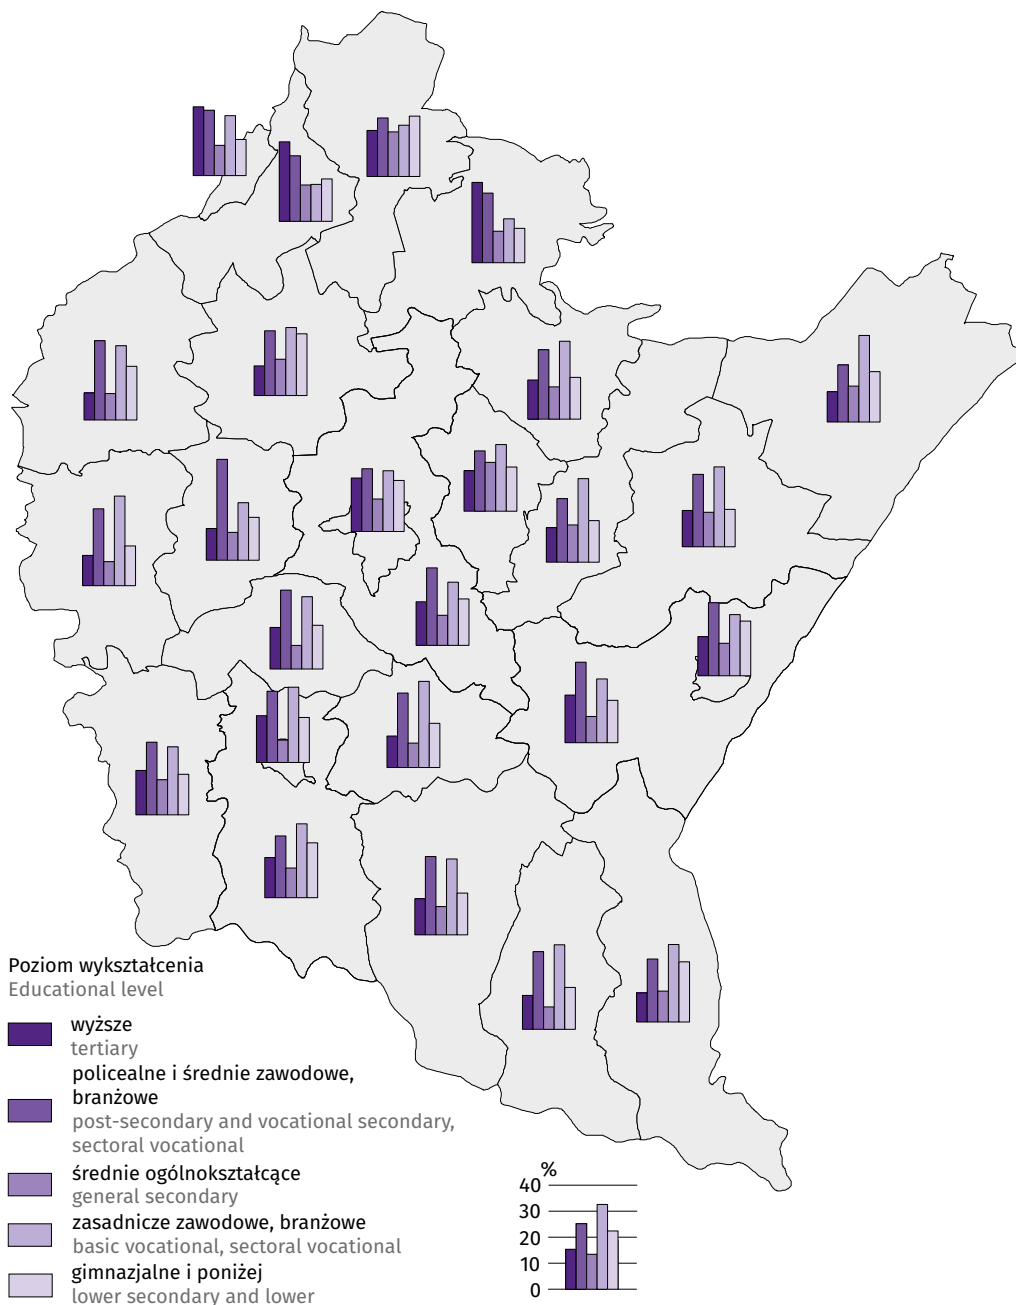 Poziom wykształcenia
Educational level
wyższe
tertiary
policealne i średnie zawodowe,
branżowe
post-secondary and vocational secondary,
sectoral vocational
średnie ogólnokształcące
general secondary
zasadnicze zawodowe, branżowe
basic vocational, sectoral vocational
gimnazjalne i poniżej
lower secondary and lower
%
40
30
20
10
0